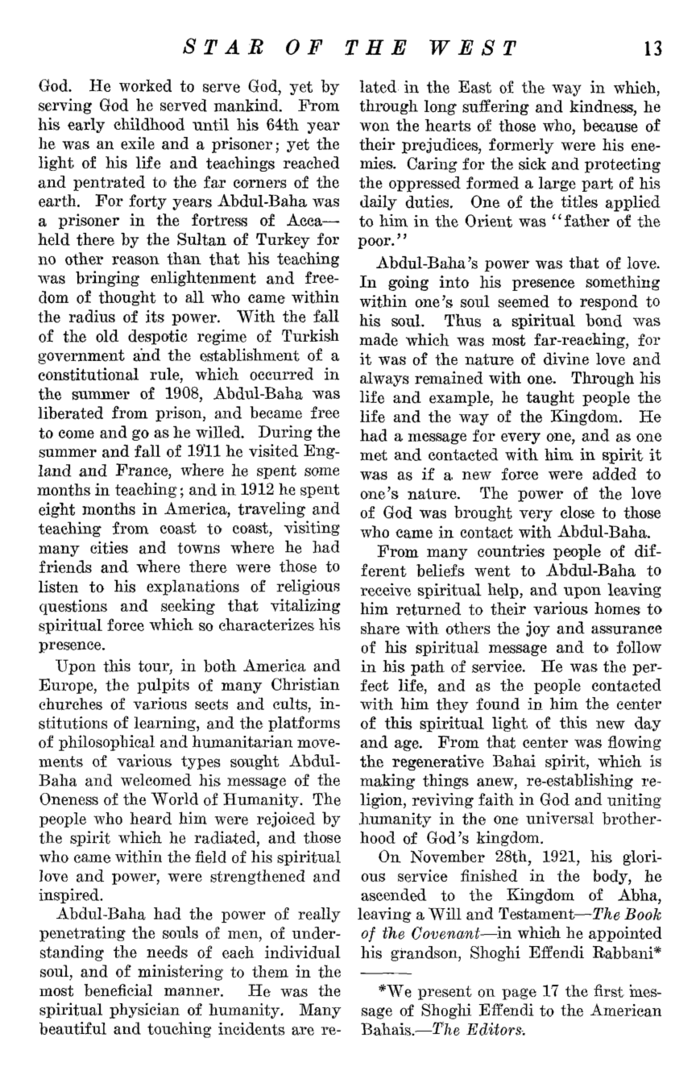 STAR OF THE WEST 13
God. He worked to serve God, yet by
serving God he served mankind. From
his early childhood until his 64th year
he was an exile and a prisoner; yet the
light of his life and teachings reached
and pentrated to the far corners of the
earth. For forty years Abdul-Baha was
a prisoner in the fortress of Acca—
held there by the Sultan of Turkey for
no other reason than that his teaching
was bringing enlightenment and free-
dom of thought to all who came within
the radius of its power. With the fall
of the old despotic regime of Turkish
government and the establishment of a
constitutional rule, which occurred in
the summer of 1908, Abdul-Baha was
liberated from prison, and became free
to come and go as he willed. During the
summer and fall of 1911 he visited Eng-
land and France, where he spent some
months in teaching; and in 1912 he spent
eight months in America, traveling and
teaching from coast to coast, visiting
many cities and towns where he had
friends and where there were those to
listen to his explanations of religious
questions and seeking that vitalizing
spiritual force which so characterizes his
presence.
Upon this tour, in both America and
Europe, the pulpits of many Christian
churches of various sects and cults, in-
stitutions of learning, and the platforms
of philosophical and humanitarian move-
ments of various types sought Abdul-
Baha and welcomed his message of the
Oneness of the World of Humanity. The
people who heard him were rejoiced by
the spirit which he radiated, and those
who came within the field of his spiritual
love and power, were strengthened and
inspired.
Abdul-Baha had the power of really
penetrating the souls of men, of under-
standing the needs of each individual
soul, and of ministering to them in the
most beneficial manner. He was the
spiritual physician of humanity. Many
beautiful and touching incidents are re-
lated in the East of the way in which,
through long suffering and kindness, he
won the hearts of those who, because of
their prejudices, formerly were his ene-
mies. Caring for the sick and protecting
the oppressed formed a large part of his
daily duties. One of the titles applied
to him in the Orient was "father of the
poor."
Abdul-Baha's power was that of love.
In going into his presence something
within one's soul seemed to respond to
his soul. Thus a spiritual bond was
made which was most far-reaching, for
it was of the nature of divine love and
always remained with one. Through his
life and example, he taught people the
life and the way of the Kingdom. He
had a message for every one, and as one
met and contacted with him in spirit it
was as if a new force were added to
one's nature. The power of the love
of God was brought very close to those
who came in contact with Abdul-Baha.
From many countries people of dif-
ferent beliefs went to Abdul-Baha to
receive spiritual help, and upon leaving
him returned to their various homes to
share with others the joy and assurance
of his spiritual message and to follow
in his path of service. He was the per-
fect life, and as the people contacted
with him they found in him the center
of this spiritual light of this new day
and age. From that center was flowing
the regenerative Bahai spirit, which is
making things anew, re-establishing re-
ligion, reviving faith in God and uniting
humanity in the one universal brother-
hood of God's kingdom.
On November 28th, 1921, his glori-
ous service finished in the body, he
ascended to the Kingdom of Abha,
leaving a Will and Testament—The Book
of the Covenant—in which he appointed
his grandson, Shoghi Effendi Rabbani*
*We present on page 17 the first mes-
sage of Shoghi Effendi to the American
Bahais.—The Editors.